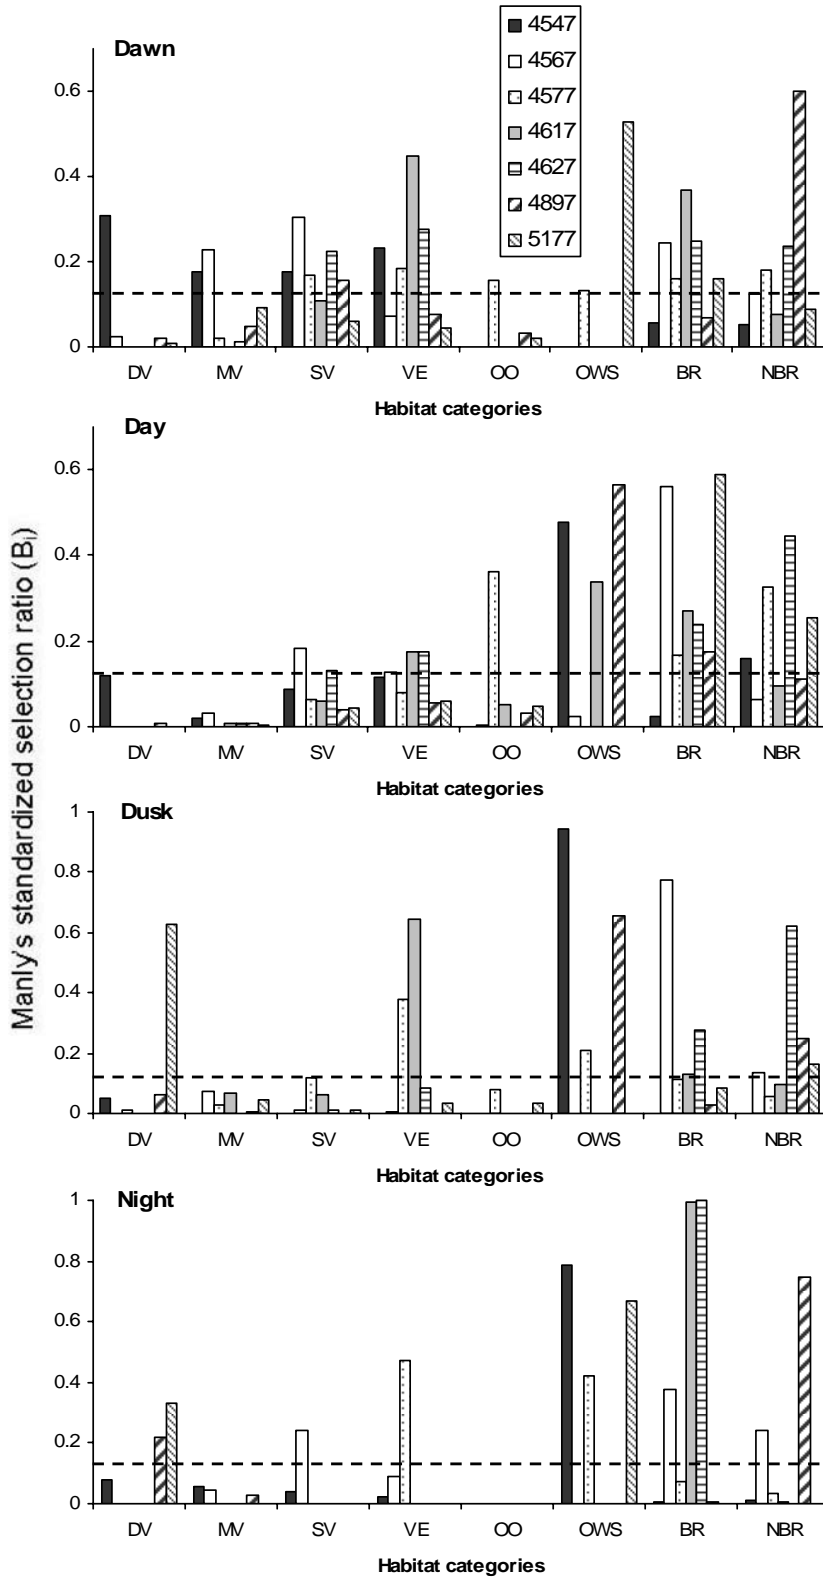 Manly's standardized selection ratio (Bi)
Dawn
4547
4567
4577
4617
4627
4897
5177
0.6
0.4
0.2
0
DV MV SV VE OO OWS BR NBR
Habitat categories
Day
0.6
0.4
0.2
0
DV MV SV VE OO OWS BR NBR
Habitat categories
Dusk
1
0.8
0.6
0.4
0.2
0
DV MV SV VE OO OWS BR NBR
Habitat categories
Night
1
0.8
0.6
0.4
0.2
0
DV MV SV VE OO OWS BR NBR
Habitat categories